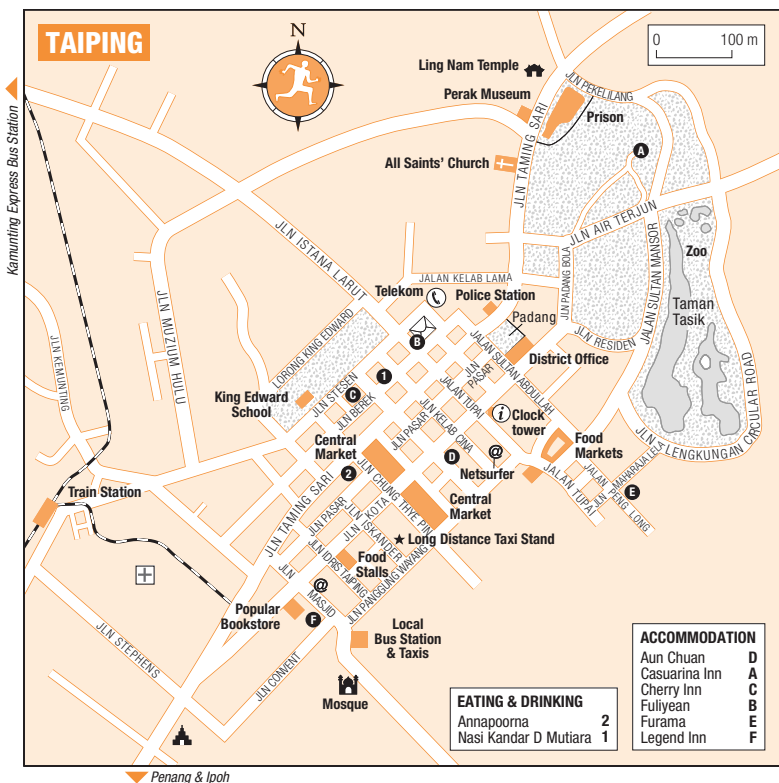 TAIPING
N
0 100 m
Kamunting Express Bus Station
Ling Nam Temple
JLN PEKELILANG
Perak Museum
Prison
JLN TAMING SARI
A
All Saints' Church
JLN AIR TERJUN
JLN ISTANA LARUT
JLN PADANG BOLA
JALAN SULTAN MANSOR
Zoo
JALAN KELAB LAMA
Telekom
Police Station
Padang
Taman
Tasik
JLN MUZIUM HULU
JLN KEMUNTING
LORONG KING EDWARD
B
JLN RESIDEN
District Office
JALAN SULTAN ABDULLAH
JLN
PASAR
1
King Edward
School
JLN STESEN
C
JLN BEREK
JALAN TUPAI
i
Clock
tower
JLN LENGKUNGAN CIRCULAR ROAD
JLN PASAR
JLN KELAB CINA
Central
Market
Food
Markets
@
D
Netsurfer
2
JLN CHUNG THYE PIN
JALAN TUPAI
JALAN
PENG LONG
JLN MAHARAJALELA
E
Central
Market
Train Station
JLN TAMING SARI
JLN PASAR
JLN KOTA
JLN ISKANDER
Long Distance Taxi Stand
JLN IDRIS TAIPING
Food
Stalls
JLN PANGGUNG WAYANG
@
JLN
MASJID
Popular
Bookstore
F
Local
Bus Station
& Taxis
JLN STEPHENS
JLN CONVENT
Mosque
EATING & DRINKING
Annapoorna 2
Nasi Kandar D Mutiara 1
ACCOMMODATION
Aun Chuan D
Casuarina Inn A
Cherry Inn C
Fuliyean B
Furama E
Legend Inn F
Penang & Ipoh